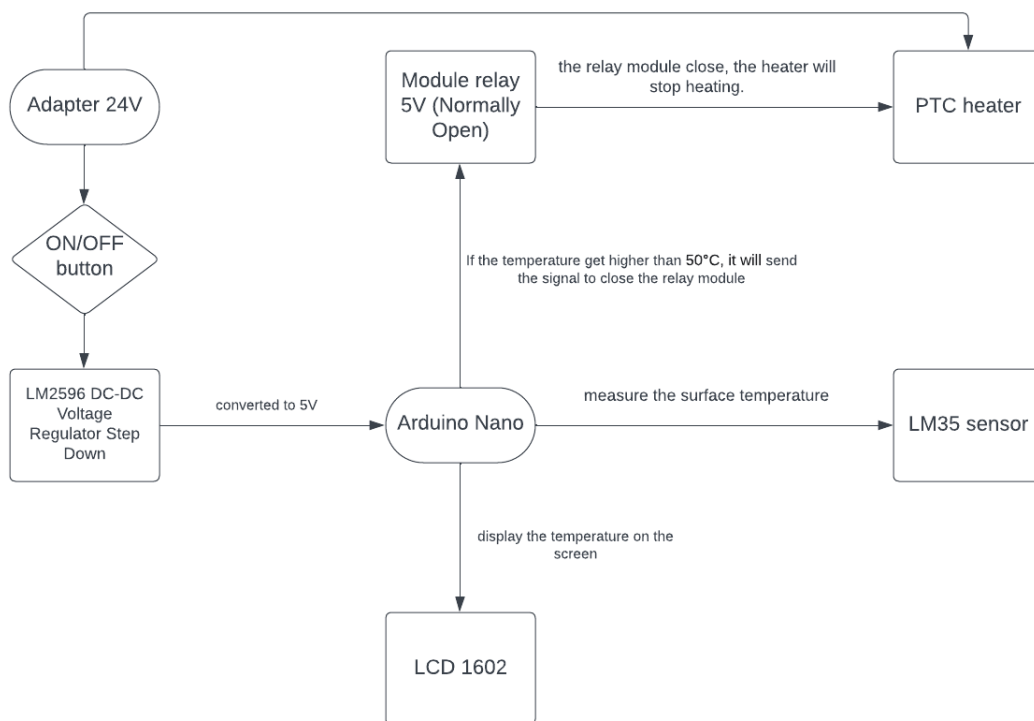 Adapter 24V
Module relay
5V (Normally
Open)
the relay module close, the heater will
stop heating.
PTC heater
ON/OFF
button
If the temperature get higher than 50°C, it will send
the signal to close the relay module
LM2596 DC-DC
Voltage
Regulator Step
Down
converted to 5V
Arduino Nano
measure the surface temperature
LM35 sensor
display the temperature on the
screen
LCD 1602